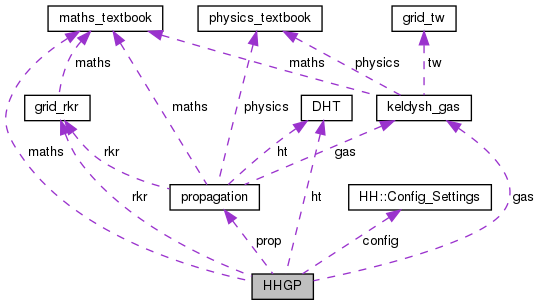 maths_textbook physics_textbook grid_tw
maths maths physics tw
grid_rkr DHT keldysh_gas
maths rkr maths physics ht gas
propagation HH::Config_Settings
rkr prop ht config gas
HHGP